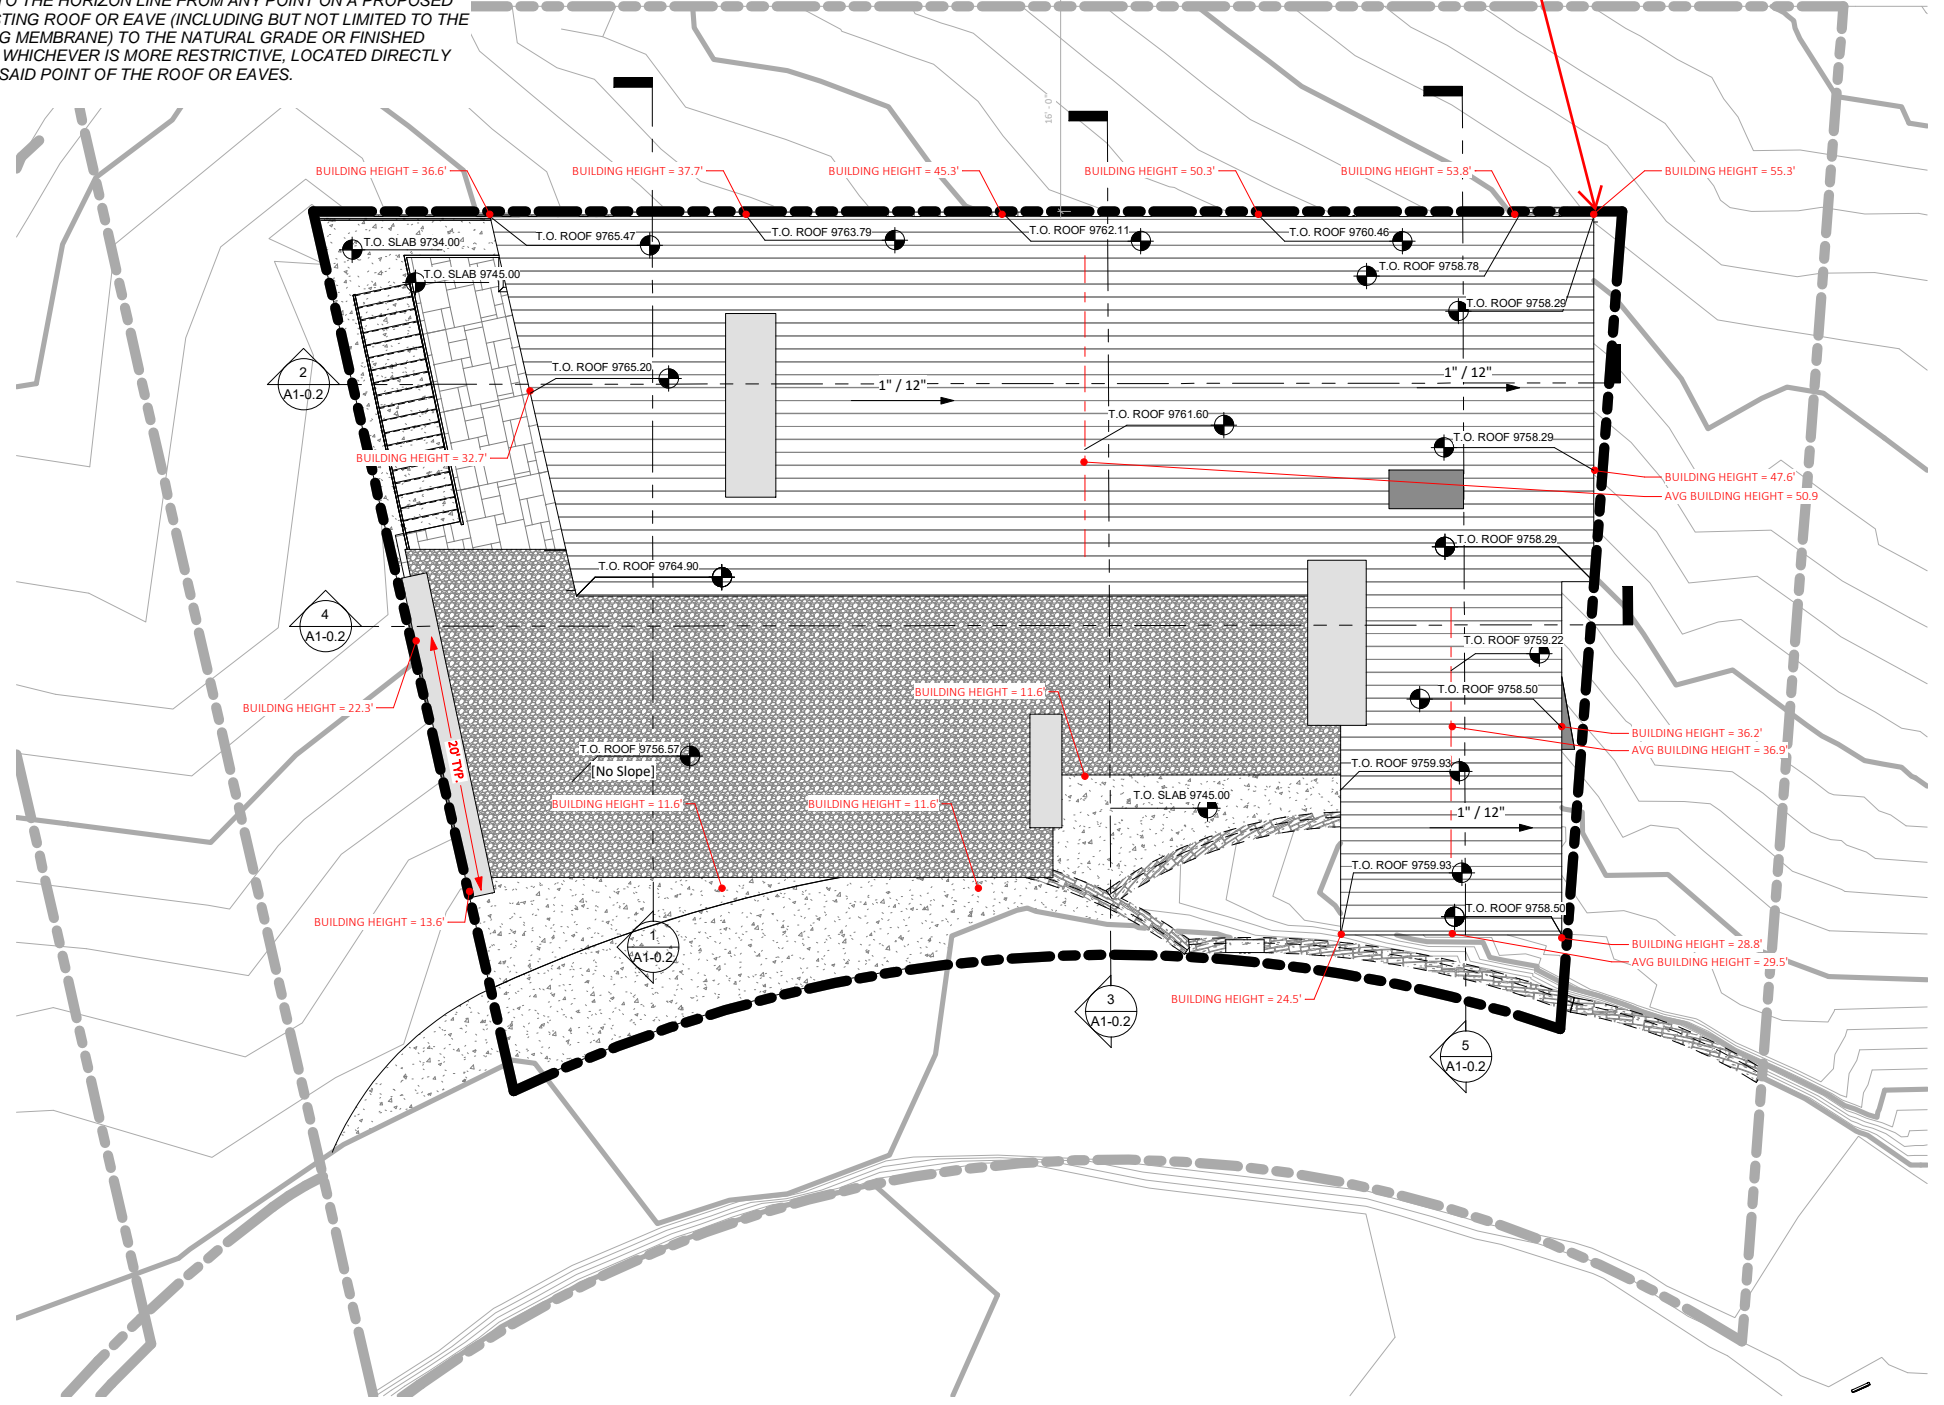 TO THE HORIZON LINE FROM ANY POINT ON A PROPOSED
STING ROOF OR EAVE (INCLUDING BUT NOT LIMITED TO THE
G MEMBRANE) TO THE NATURAL GRADE OR FINISHED
WHICHEVER IS MORE RESTRICTIVE, LOCATED DIRECTLY
SAID POINT OF THE ROOF OR EAVES.
16' - 0"
BUILDING HEIGHT = 36.6'
BUILDING HEIGHT = 37.7'
BUILDING HEIGHT = 45.3'
BUILDING HEIGHT = 50.3'
BUILDING HEIGHT = 53.8'
BUILDING HEIGHT = 55.3'
T.O. SLAB 9734.00
T.O. ROOF 9765.47
T.O. ROOF 9763.79
T.O. ROOF 9762.11
T.O. ROOF 9760.46
T.O. SLAB 9745.00
T.O. ROOF 9758.78
T.O. ROOF 9758.29
2
A1-0.2
T.O. ROOF 9765.20
1" / 12"
1" / 12"
T.O. ROOF 9761.60
T.O. ROOF 9758.29
BUILDING HEIGHT = 32.7'
BUILDING HEIGHT = 47.6'
AVG BUILDING HEIGHT = 50.9
T.O. ROOF 9758.29
T.O. ROOF 9764.90
4
A1-0.2
T.O. ROOF 9759.22
T.O. ROOF 9758.50
BUILDING HEIGHT = 11.6'
BUILDING HEIGHT = 22.3'
BUILDING HEIGHT = 36.2'
AVG BUILDING HEIGHT = 36.9'
20' TYP.
T.O. ROOF 9756.57
[No Slope]
T.O. ROOF 9759.93
T.O. SLAB 9745.00
BUILDING HEIGHT = 11.6'
BUILDING HEIGHT = 11.6'
1" / 12"
T.O. ROOF 9759.93
T.O. ROOF 9758.50
BUILDING HEIGHT = 13.6'
BUILDING HEIGHT = 28.8'
AVG BUILDING HEIGHT = 29.5'
1
A1-0.2
BUILDING HEIGHT = 24.5'
3
A1-0.2
5
A1-0.2